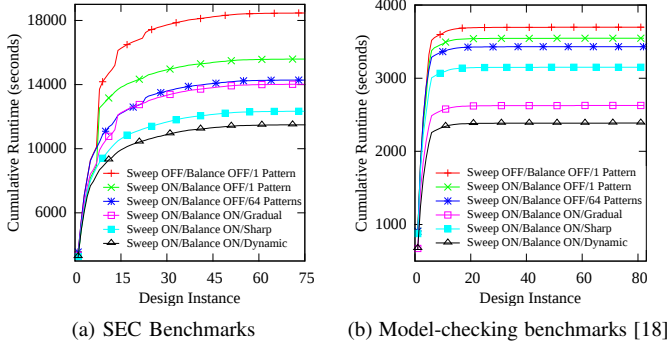 18000
14000
10000
6000
Cumulative Runtime (seconds)
Sweep OFF/Balance OFF/1 Pattern
Sweep ON/Balance OFF/1 Pattern
Sweep ON/Balance OFF/64 Patterns
Sweep ON/Balance ON/Gradual
Sweep ON/Balance ON/Sharp
Sweep ON/Balance ON/Dynamic
0 15 30 45 60 75
Design Instance
(a) SEC Benchmarks
4000
3000
2000
1000
Cumulative Runtime (seconds)
Sweep OFF/Balance OFF/1 Pattern
Sweep ON/Balance OFF/1 Pattern
Sweep ON/Balance OFF/64 Patterns
Sweep ON/Balance ON/Gradual
Sweep ON/Balance ON/Sharp
Sweep ON/Balance ON/Dynamic
0 20 40 60 80
Design Instance
(b) Model-checking benchmarks [18]